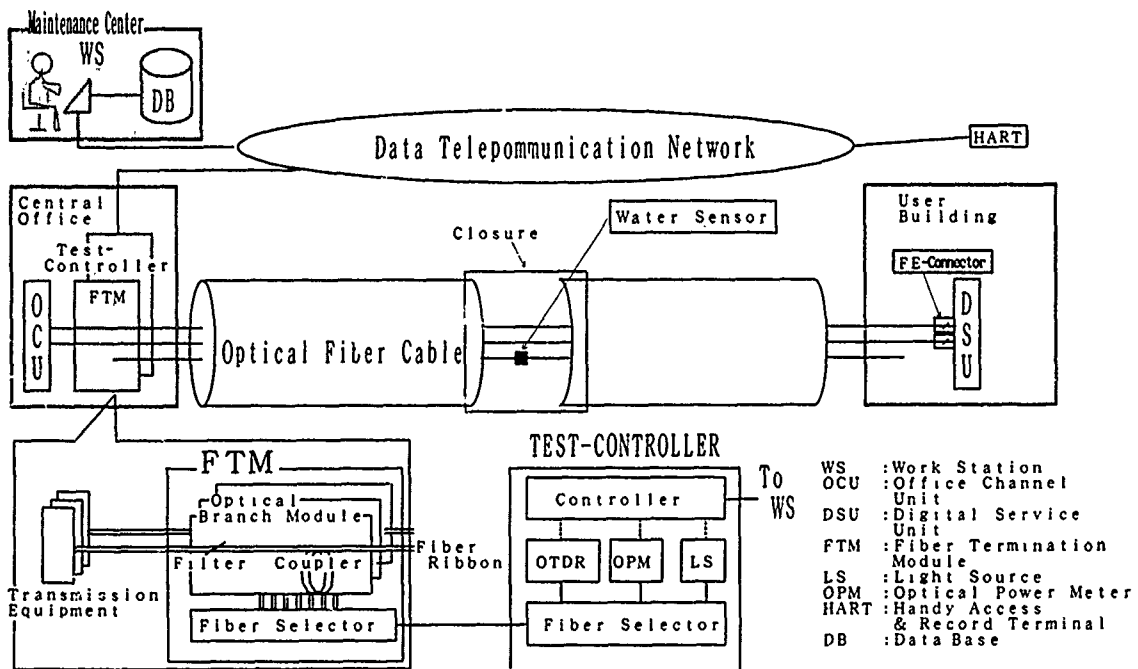 Maintenance Center
WS
DB
Data Telepommunication Network
HART
Central
Office
Test-
Controller
FTM
OCU
Optical Fiber Cable
Closure
Water Sensor
User
Building
FE-Connector
DSU
FTM
Optical
Branch Module
Filter
Coupler
Fiber
Ribbon
Transmission
Equipment
Fiber Selector
TEST-CONTROLLER
Controller
To
WS
OTDR
OPM
LS
Fiber Selector
WS :Work Station
OCU :Office Channel
Unit
DSU :Digital Service
Unit
FTM :Fiber Termination
Module
LS :Light Source
OPM :Optical Power Meter
HART :Handy Access
& Record Terminal
DB :Data Base